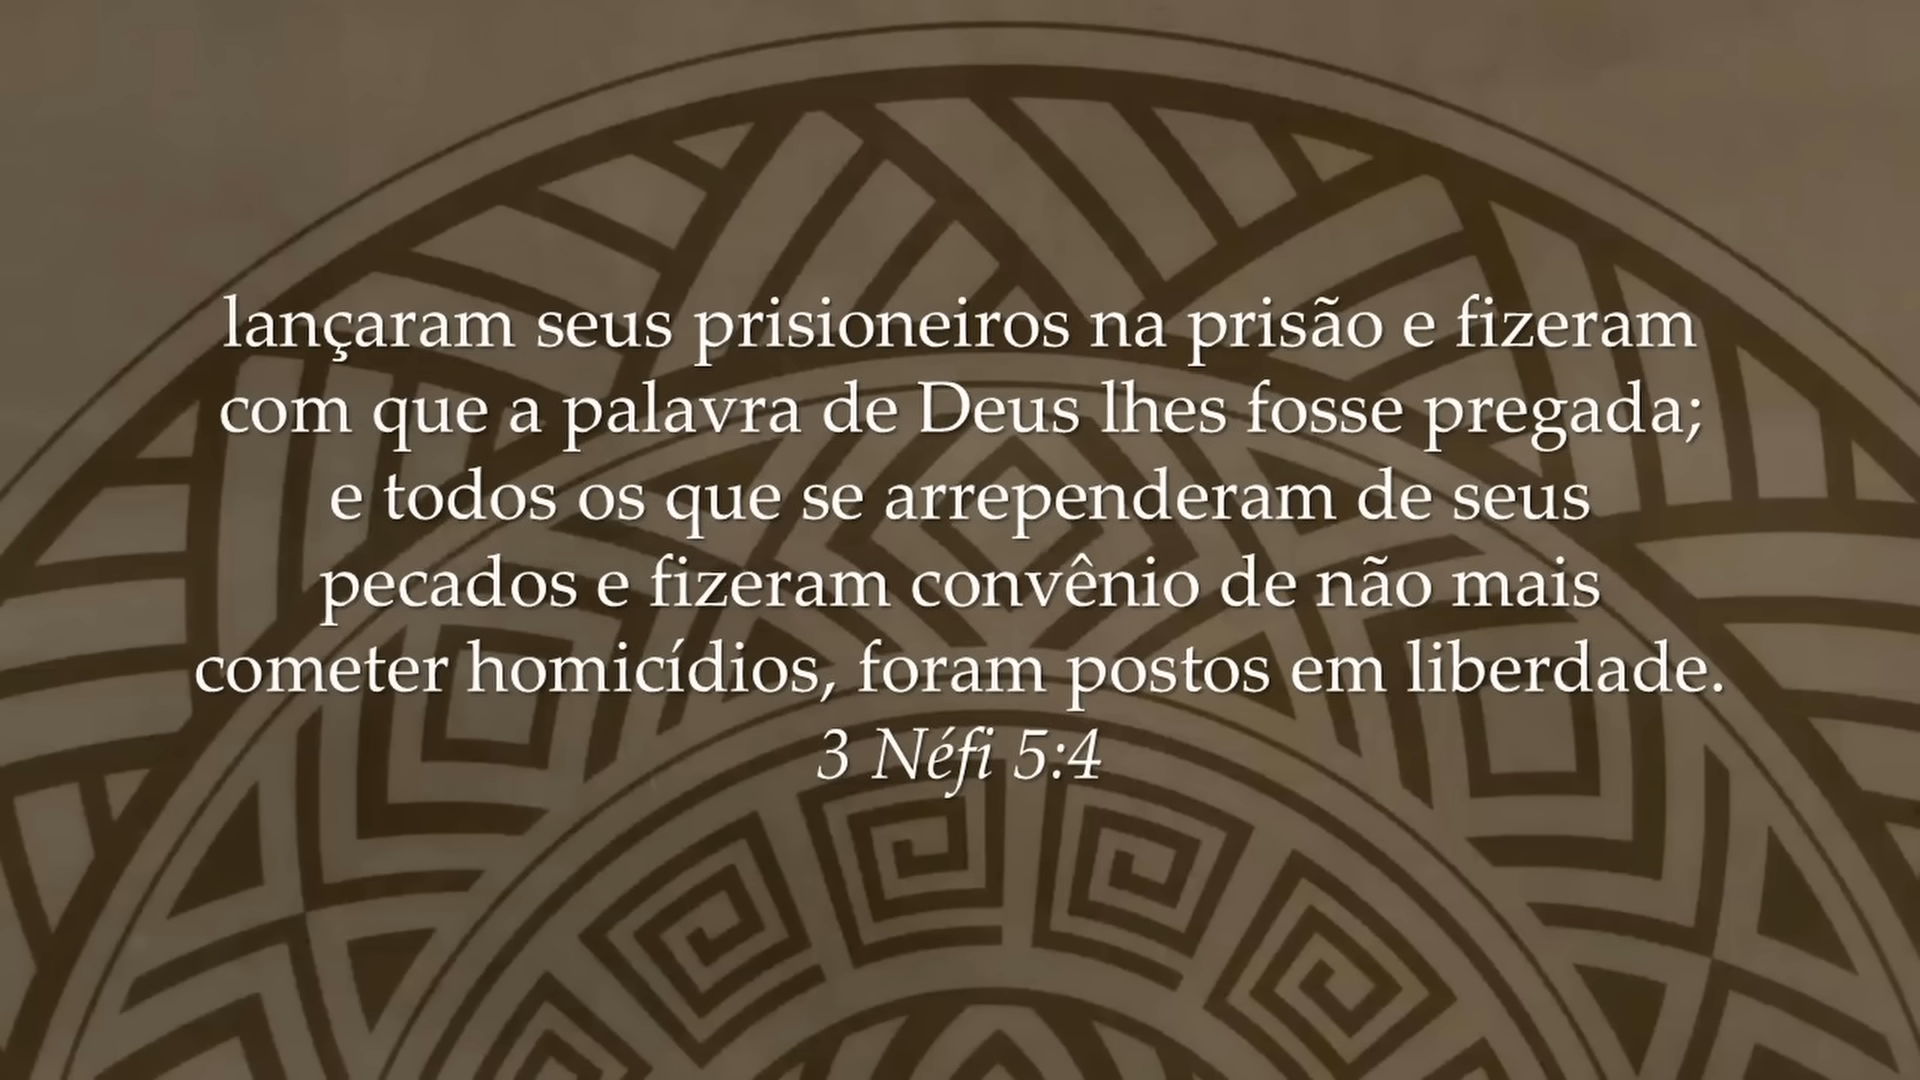 lançaram seus prisioneiros na prisão e fizeram
com que a palavra de Deus lhes fosse pregada;
e todos os que se arrependeram de seus
pecados e fizeram convênio de não mais
cometer homicídios, foram postos em liberdade.
3 Néfi 5:4